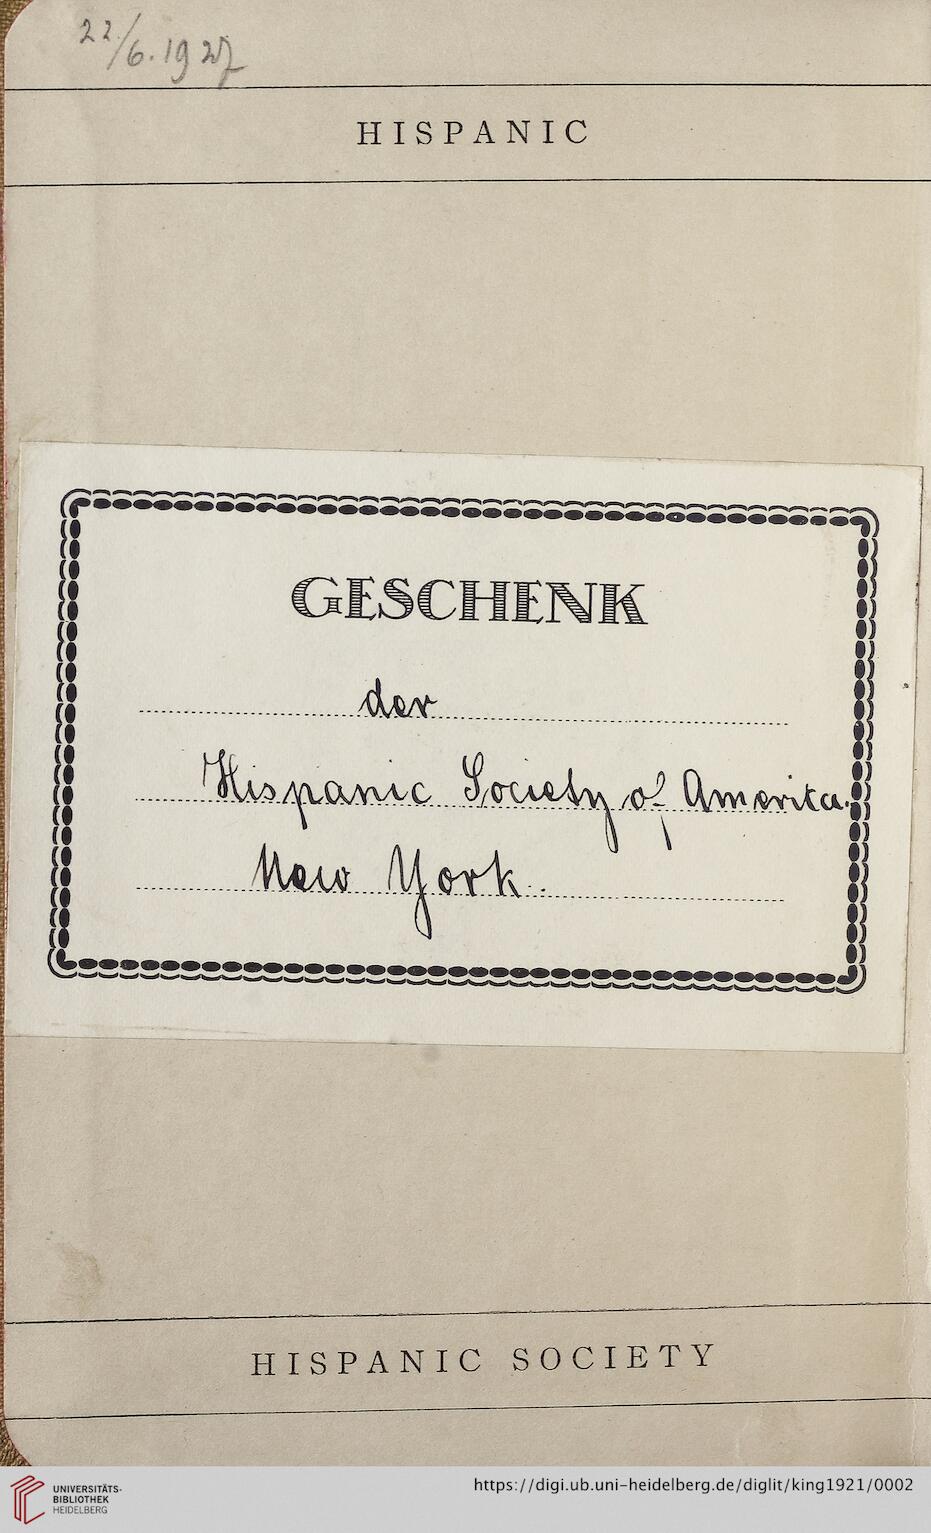 22./6.1927
HISPANIC
GESCHENK
der
Hispanic Society of America.
New York.
HISPANIC SOCIETY
UNIVERSITÄTS-
BIBLIOTHEK
HEIDELBERG
https://digi.ub.uni-heidelberg.de/diglit/king1921/0002